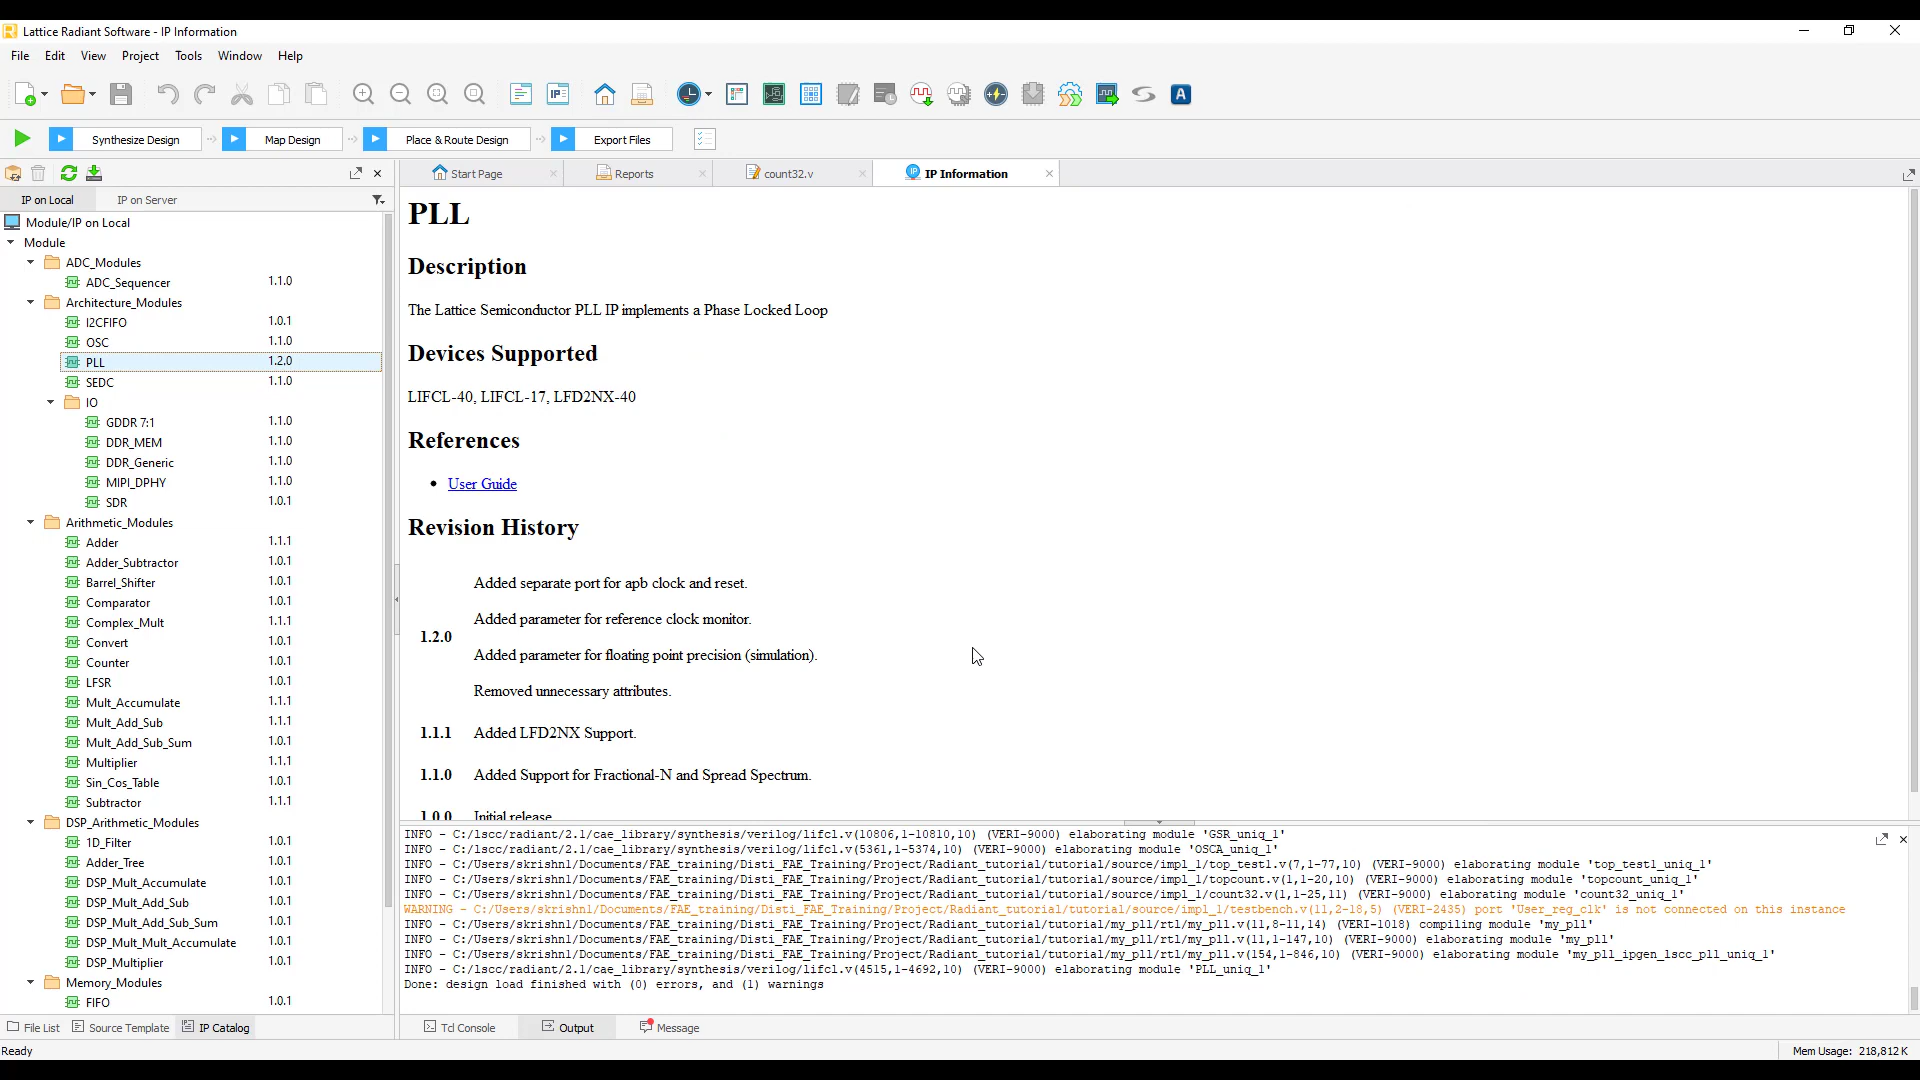 Lattice Radiant Software - IP Information
File Edit View Project Tools Window Help
IP
A
Synthesize Design Map Design Place & Route Design Export Files
Start Page Reports count32.v IP Information
IP on Local IP on Server
Module/IP on Local
Module
ADC_Modules
ADC_Sequencer 1.1.0
Architecture_Modules
I2CFIFO 1.0.1
OSC 1.1.0
PLL 1.2.0
SEDC 1.1.0
IO
GDDR 7:1 1.1.0
DDR_MEM 1.1.0
DDR_Generic 1.1.0
MIPI_DPHY 1.1.0
SDR 1.0.1
Arithmetic_Modules
Adder 1.1.1
Adder_Subtractor 1.0.1
Barrel_Shifter 1.0.1
Comparator 1.0.1
Complex_Mult 1.1.1
Convert 1.0.1
Counter 1.0.1
LFSR 1.0.1
Mult_Accumulate 1.1.1
Mult_Add_Sub 1.1.1
Mult_Add_Sub_Sum 1.0.1
Multiplier 1.1.1
Sin_Cos_Table 1.0.1
Subtractor 1.1.1
DSP_Arithmetic_Modules
1D_Filter 1.0.1
Adder_Tree 1.0.1
DSP_Mult_Accumulate 1.0.1
DSP_Mult_Add_Sub 1.0.1
DSP_Mult_Add_Sub_Sum 1.0.1
DSP_Mult_Mult_Accumulate 1.0.1
DSP_Multiplier 1.0.1
Memory_Modules
FIFO 1.0.1
File List Source Template IP Catalog
PLL
Description
The Lattice Semiconductor PLL IP implements a Phase Locked Loop
Devices Supported
LIFCL-40, LIFCL-17, LFD2NX-40
References
• User Guide
Revision History
Added separate port for apb clock and reset.
Added parameter for reference clock monitor.
1.2.0
Added parameter for floating point precision (simulation).
Removed unnecessary attributes.
1.1.1 Added LFD2NX Support.
1.1.0 Added Support for Fractional-N and Spread Spectrum.
1.0.0 Initial release
INFO - C:/lscc/radiant/2.1/cae_library/synthesis/verilog/lifcl.v(10806,1-10810,10) (VERI-9000) elaborating module 'GSR_uniq_1'
INFO - C:/lscc/radiant/2.1/cae_library/synthesis/verilog/lifcl.v(5361,1-5374,10) (VERI-9000) elaborating module 'OSCA_uniq_1'
INFO - C:/Users/skrishnl/Documents/FAE_training/Disti_FAE_Training/Project/Radiant_tutorial/tutorial/source/impl_1/top_test1.v(7,1-77,10) (VERI-9000) elaborating module 'top_test1_uniq_1'
INFO - C:/Users/skrishnl/Documents/FAE_training/Disti_FAE_Training/Project/Radiant_tutorial/tutorial/source/impl_1/topcount.v(1,1-20,10) (VERI-9000) elaborating module 'topcount_uniq_1'
INFO - C:/Users/skrishnl/Documents/FAE_training/Disti_FAE_Training/Project/Radiant_tutorial/tutorial/source/impl_1/count32.v(1,1-25,11) (VERI-9000) elaborating module 'count32_uniq_1'
WARNING - C:/Users/skrishnl/Documents/FAE_training/Disti_FAE_Training/Project/Radiant_tutorial/tutorial/source/impl_1/testbench.v(11,2-18,5) (VERI-2435) port 'User_reg_clk' is not connected on this instance
INFO - C:/Users/skrishnl/Documents/FAE_training/Disti_FAE_Training/Project/Radiant_tutorial/tutorial/my_pll/rtl/my_pll.v(11,8-11,14) (VERI-1018) compiling module 'my_pll'
INFO - C:/Users/skrishnl/Documents/FAE_training/Disti_FAE_Training/Project/Radiant_tutorial/tutorial/my_pll/rtl/my_pll.v(11,1-147,10) (VERI-9000) elaborating module 'my_pll'
INFO - C:/Users/skrishnl/Documents/FAE_training/Disti_FAE_Training/Project/Radiant_tutorial/tutorial/my_pll/rtl/my_pll.v(154,1-846,10) (VERI-9000) elaborating module 'my_pll_ipgen_lscc_pll_uniq_1'
INFO - C:/lscc/radiant/2.1/cae_library/synthesis/verilog/lifcl.v(4515,1-4692,10) (VERI-9000) elaborating module 'PLL_uniq_1'
Done: design load finished with (0) errors, and (1) warnings
Tcl Console Output Message
Ready
Mem Usage: 218,812 K